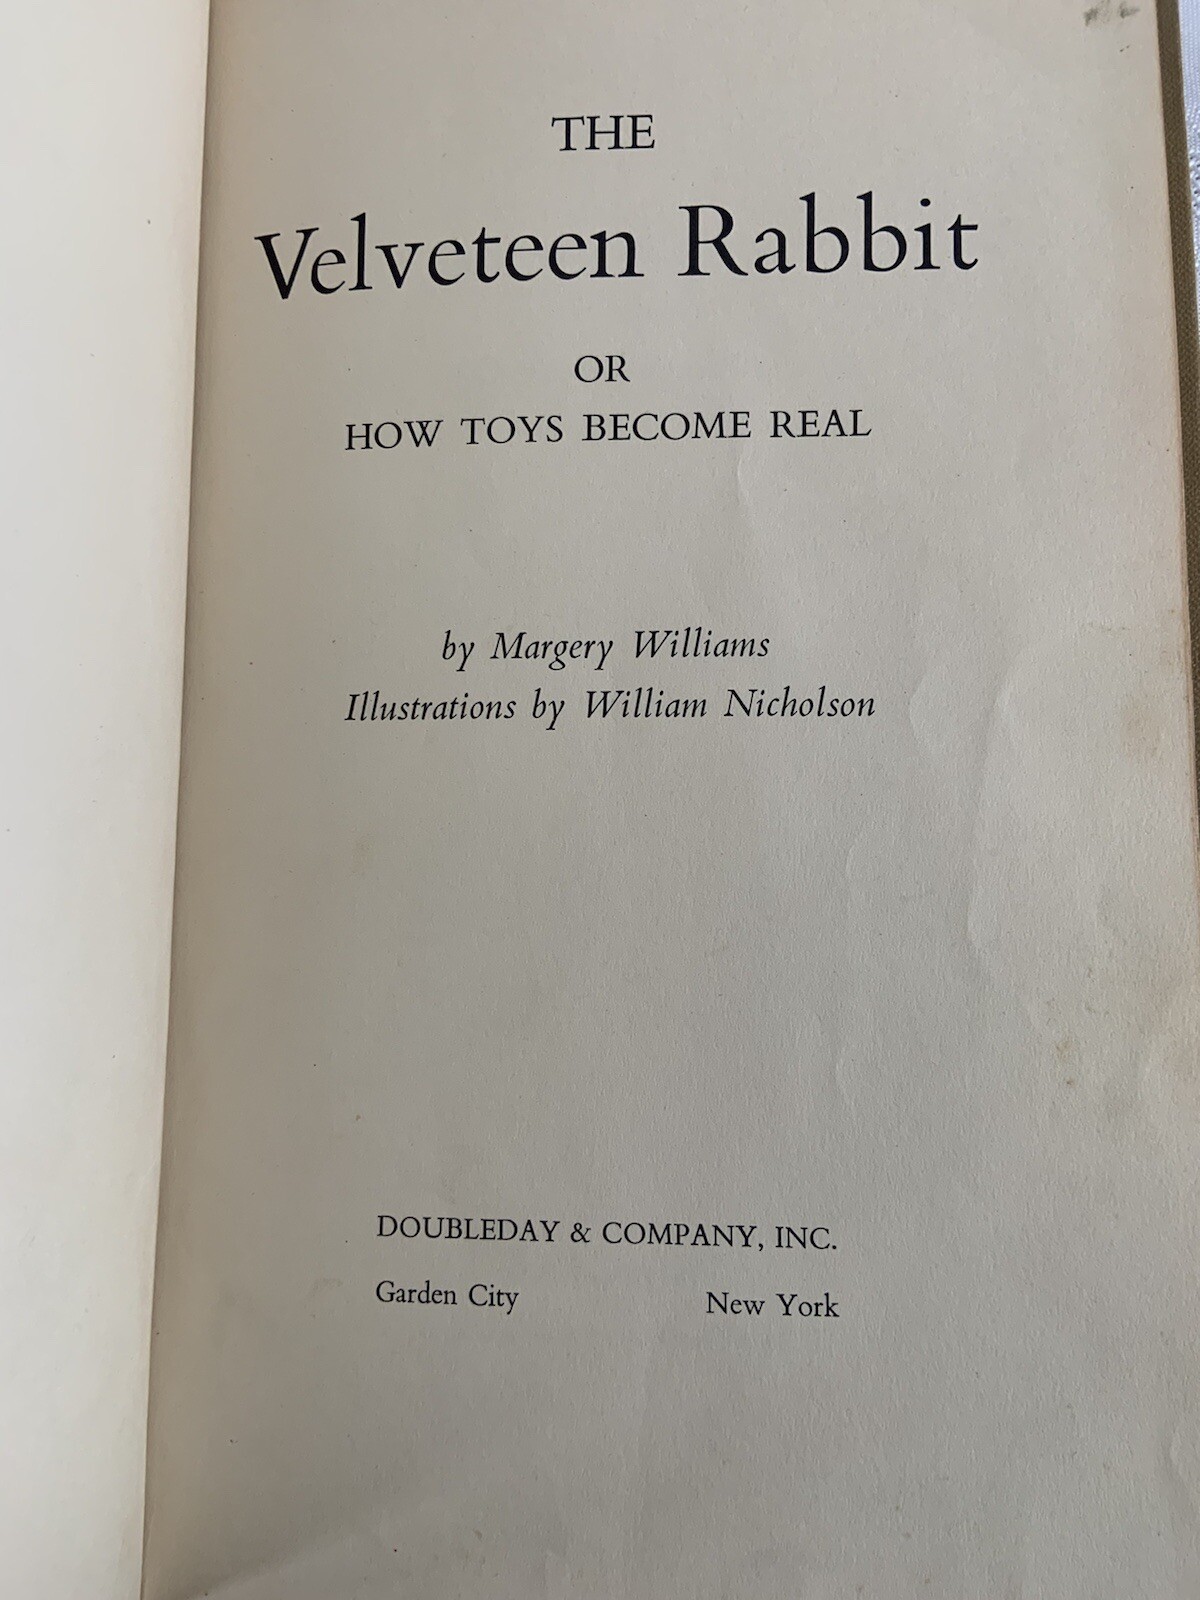 THE
Velveteen Rabbit
OR
HOW TOYS BECOME REAL
by Margery Williams
Illustrations by William Nicholson
DOUBLEDAY & COMPANY, INC.
Garden City New York